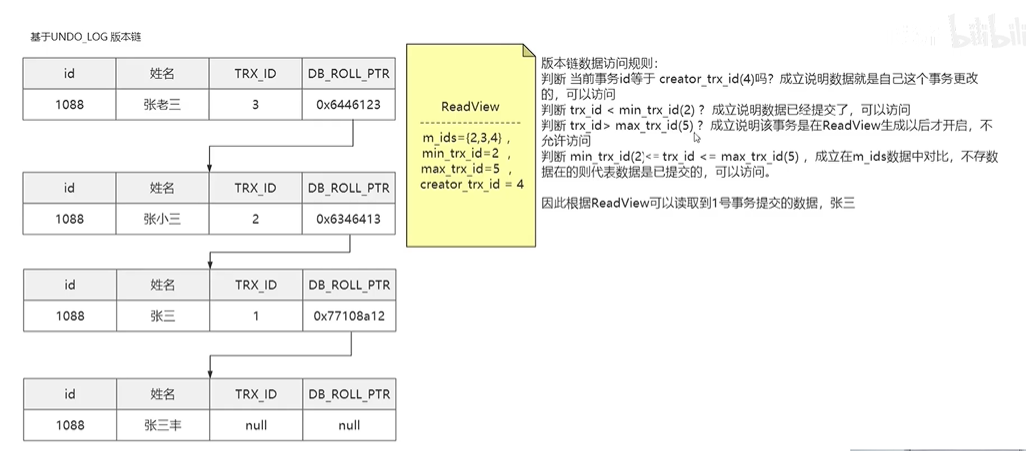 bilibili
基于UNDO_LOG 版本链
id 姓名 TRX_ID DB_ROLL_PTR
1088 张老三 3 0x6446123
id 姓名 TRX_ID DB_ROLL_PTR
1088 张小三 2 0x6346413
id 姓名 TRX_ID DB_ROLL_PTR
1088 张三 1 0x77108a12
id 姓名 TRX_ID DB_ROLL_PTR
1088 张三丰 null null
ReadView
m_ids={2,3,4} ,
min_trx_id=2 ,
max_trx_id=5 ,
creator_trx_id = 4
版本链数据访问规则：
判断 当前事务id等于 creator_trx_id(4)吗？成立说明数据就是自己这个事务更改
的，可以访问
判断 trx_id < min_trx_id(2) ？成立说明数据已经提交了，可以访问
判断 trx_id> max_trx_id(5) ？成立说明该事务是在ReadView生成以后才开启，不
允许访问
判断 min_trx_id(2)<= trx_id <= max_trx_id(5) ，成立在m_ids数据中对比，不存数
据在的则代表数据是已提交的，可以访问。
因此根据ReadView可以读取到1号事务提交的数据，张三